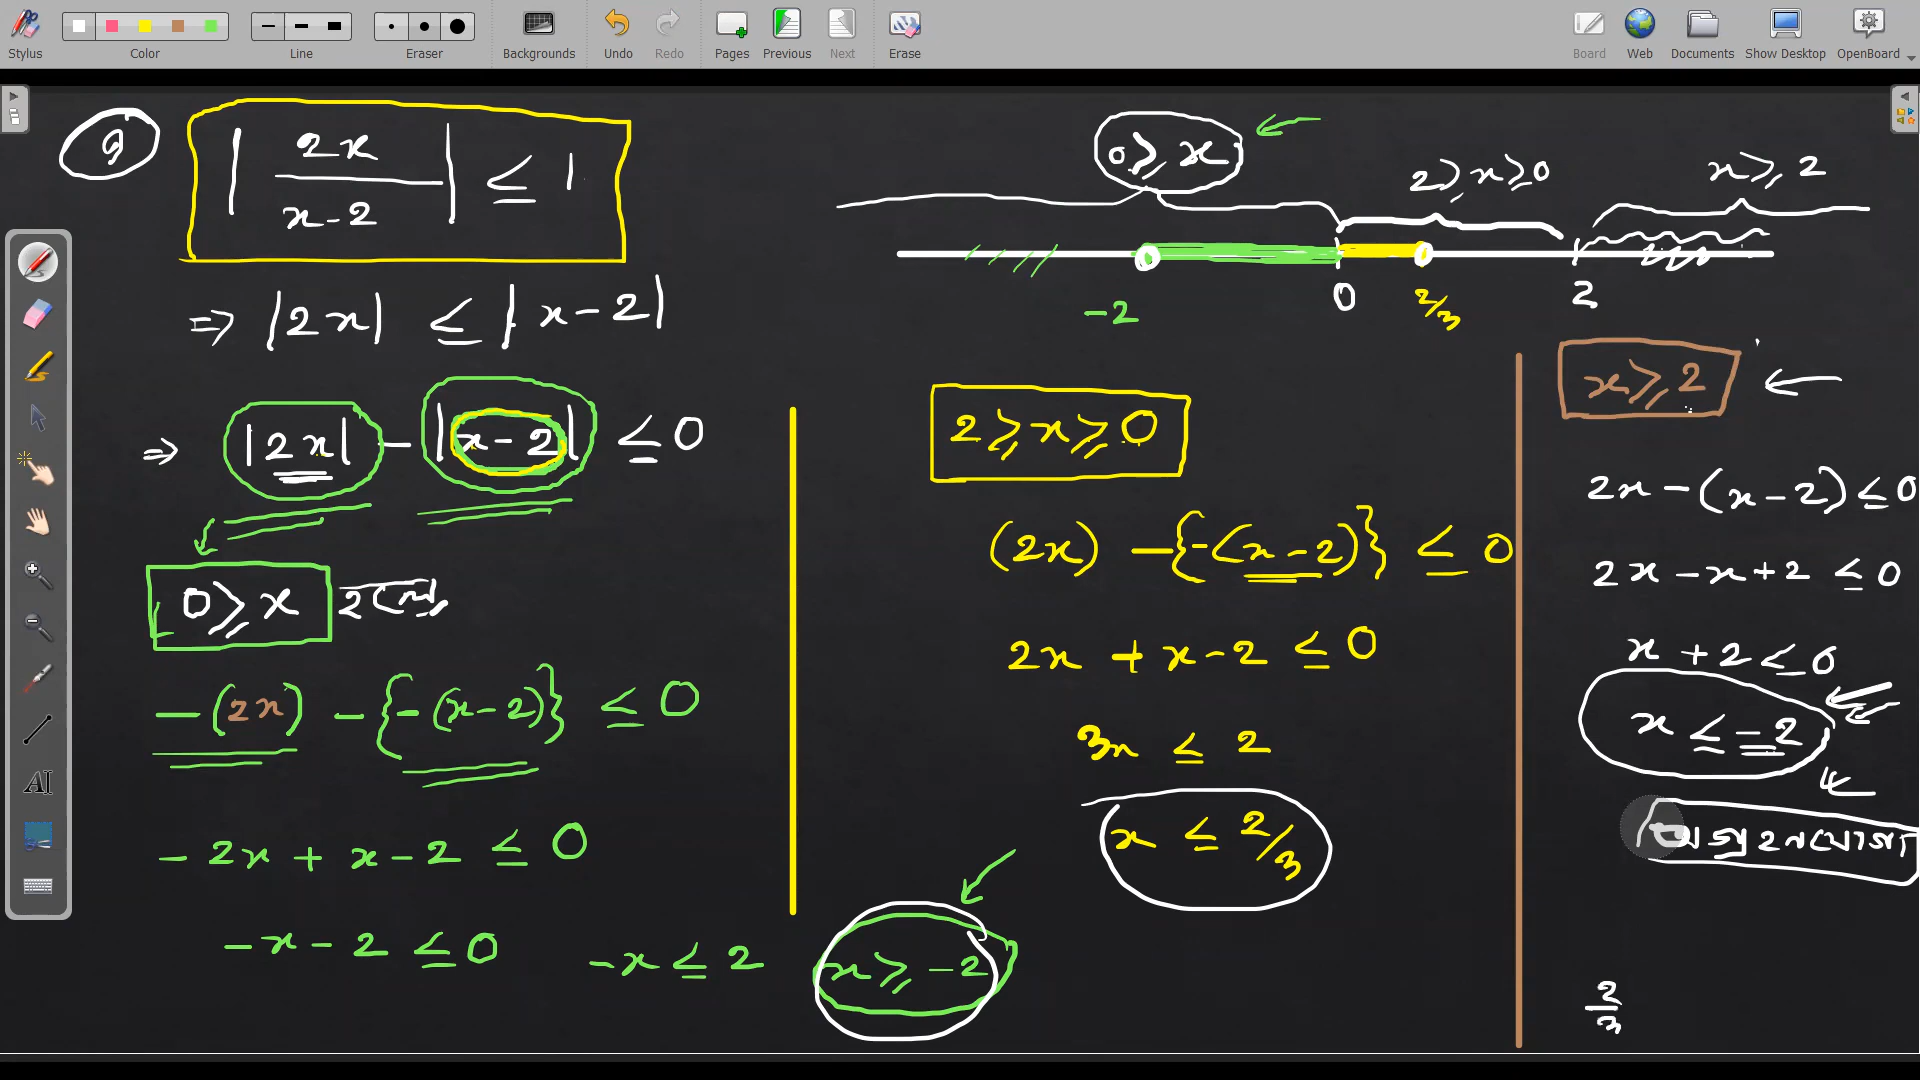 Stylus
Color
Line
Eraser
Backgrounds
Undo
Redo
Pages
Previous
Next
Erase
Board
Web
Documents
Show Desktop
OpenBoard
|2x / x-2| ≤ 1
⇒ |2x| ≤ |x-2|
⇒ |2x| - |x-2| ≤ 0
0 ≥ x
-(2x) - {-(x-2)} ≤ 0
-2x + x-2 ≤ 0
-x-2 ≤ 0
-x ≤ 2
x ≥ -2
0 ≥ x
2 ≥ x ≥ 0
x ≥ 2
-2
0
2/3
2
2 ≥ x ≥ 0
(2x) - {-(x-2)} ≤ 0
2x + x-2 ≤ 0
3x ≤ 2
x ≤ 2/3
x ≥ 2
2x - (x-2) ≤ 0
2x - x + 2 ≤ 0
x + 2 ≤ 0
x ≤ -2
2/3